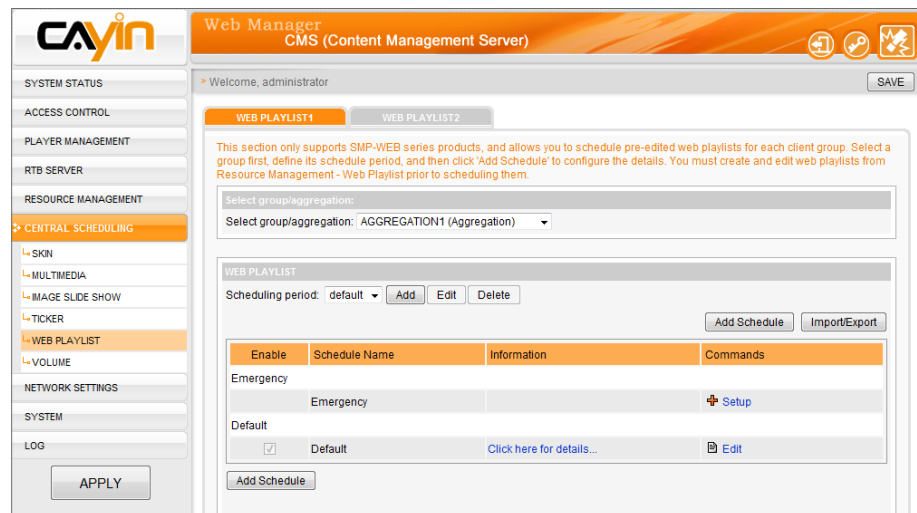 CAYIN
Web Manager
CMS (Content Management Server)
SYSTEM STATUS
ACCESS CONTROL
PLAYER MANAGEMENT
RTB SERVER
RESOURCE MANAGEMENT
CENTRAL SCHEDULING
SKIN
MULTIMEDIA
IMAGE SLIDE SHOW
TICKER
WEB PLAYLIST
VOLUME
NETWORK SETTINGS
SYSTEM
LOG
APPLY
> Welcome, administrator
SAVE
WEB PLAYLIST1 WEB PLAYLIST2
This section only supports SMP-WEB series products, and allows you to schedule pre-edited web playlists for each client group. Select a
group first, define its schedule period, and then click 'Add Schedule' to configure the details. You must create and edit web playlists from
Resource Management - Web Playlist prior to scheduling them.
Select group/aggregation:
Select group/aggregation: AGGREGATION1 (Aggregation)
WEB PLAYLIST
Scheduling period: default Add Edit Delete
Add Schedule Import/Export
Enable Schedule Name Information Commands
Emergency
Emergency Setup
Default
Default Click here for details... Edit
Add Schedule